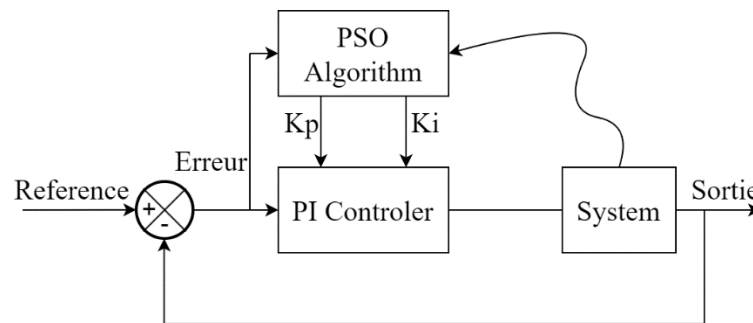 PSO
Algorithm
Kp
Ki
Erreur
Reference
+
-
PI Controler
System
Sortie